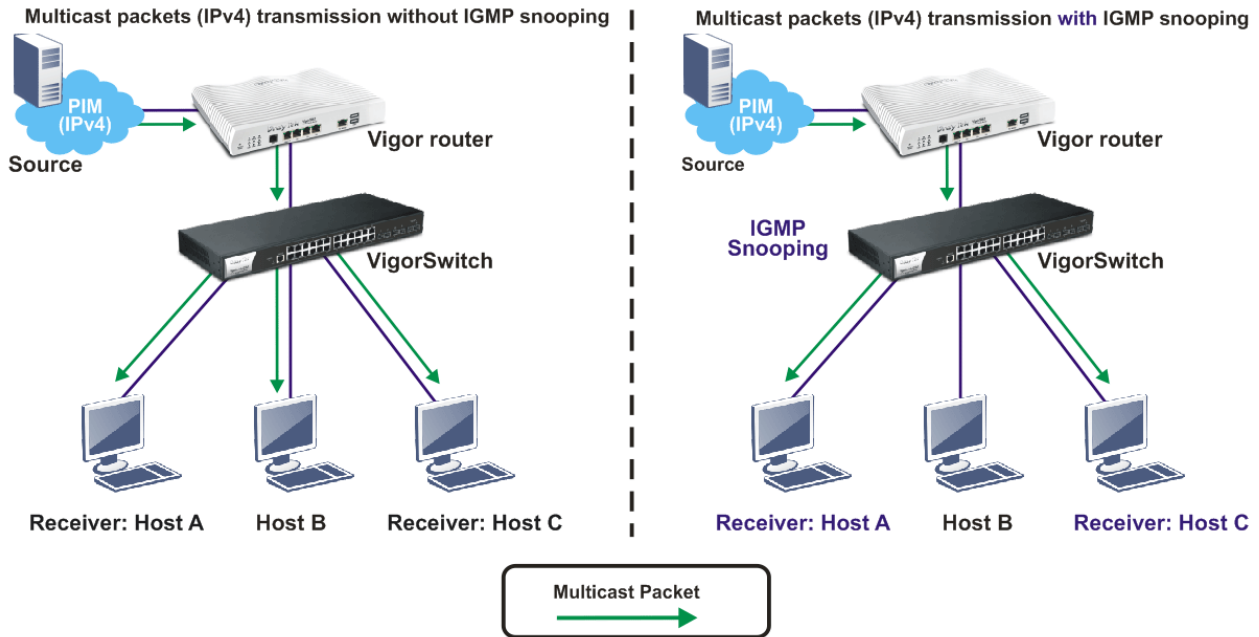 Multicast packets (IPv4) transmission without IGMP snooping
PIM
(IPv4)
Source
Vigor router
VigorSwitch
Receiver: Host A
Host B
Receiver: Host C
Multicast packets (IPv4) transmission with IGMP snooping
PIM
(IPv4)
Source
Vigor router
IGMP
Snooping
VigorSwitch
Receiver: Host A
Host B
Receiver: Host C
Multicast Packet